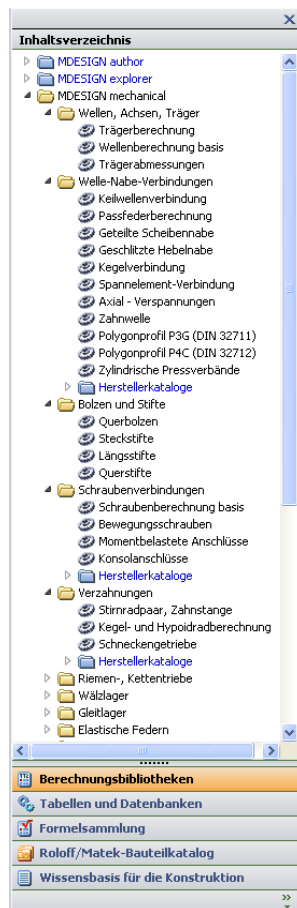 Inhaltsverzeichnis
MDESIGN author
MDESIGN explorer
MDESIGN mechanical
Wellen, Achsen, Träger
Trägerberechnung
Wellenberechnung basis
Trägerabmessungen
Welle-Nabe-Verbindungen
Keilwellenverbindung
Passfederberechnung
Geteilte Scheibennabe
Geschlitzte Hebelnabe
Kegelverbindung
Spannelement-Verbindung
Axial - Verspannungen
Zahnwelle
Polygonprofil P3G (DIN 32711)
Polygonprofil P4C (DIN 32712)
Zylindrische Pressverbände
Herstellerkataloge
Bolzen und Stifte
Querbolzen
Steckstifte
Längsstifte
Querstifte
Schraubenverbindungen
Schraubenberechnung basis
Bewegungsschrauben
Momentbelastete Anschlüsse
Konsolanschlüsse
Herstellerkataloge
Verzahnungen
Stirnradpaar, Zahnstange
Kegel- und Hypoidradberechnung
Schneckengetriebe
Herstellerkataloge
Riemen-, Kettentriebe
Wälzlager
Gleitlager
Elastische Federn
Berechnungsbibliotheken
Tabellen und Datenbanken
Formelsammlung
Roloff/Matek-Bauteilkatalog
Wissensbasis für die Konstruktion